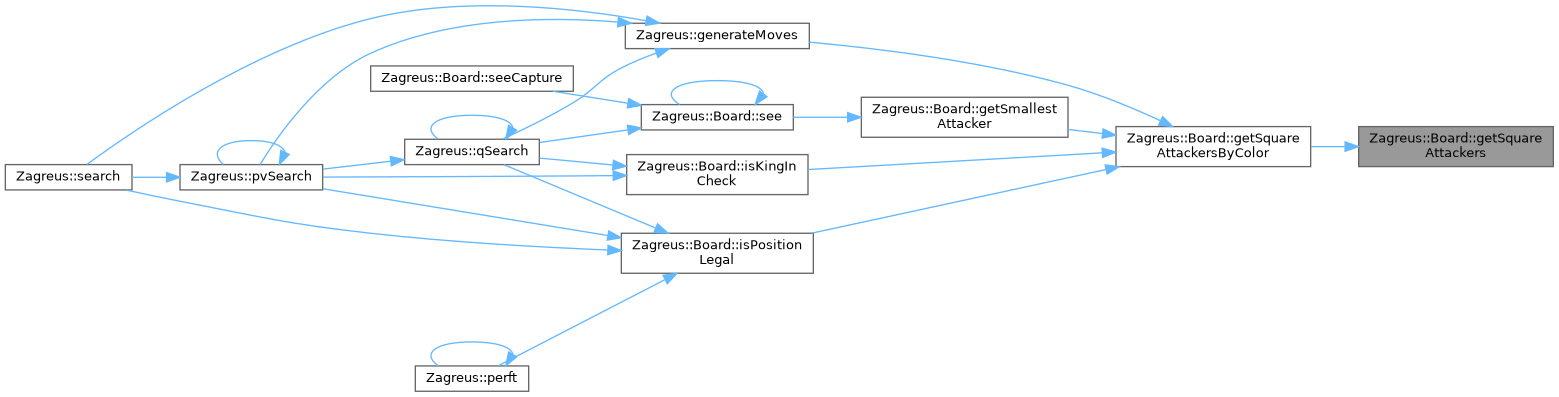 Zagreus::generateMoves
Zagreus::Board::seeCapture
Zagreus::Board::see
Zagreus::Board::getSmallest
Attacker
Zagreus::Board::getSquare
AttackersByColor
Zagreus::Board::getSquare
Attackers
Zagreus::qSearch
Zagreus::search
Zagreus::pvSearch
Zagreus::Board::isKingIn
Check
Zagreus::Board::isPosition
Legal
Zagreus::perft